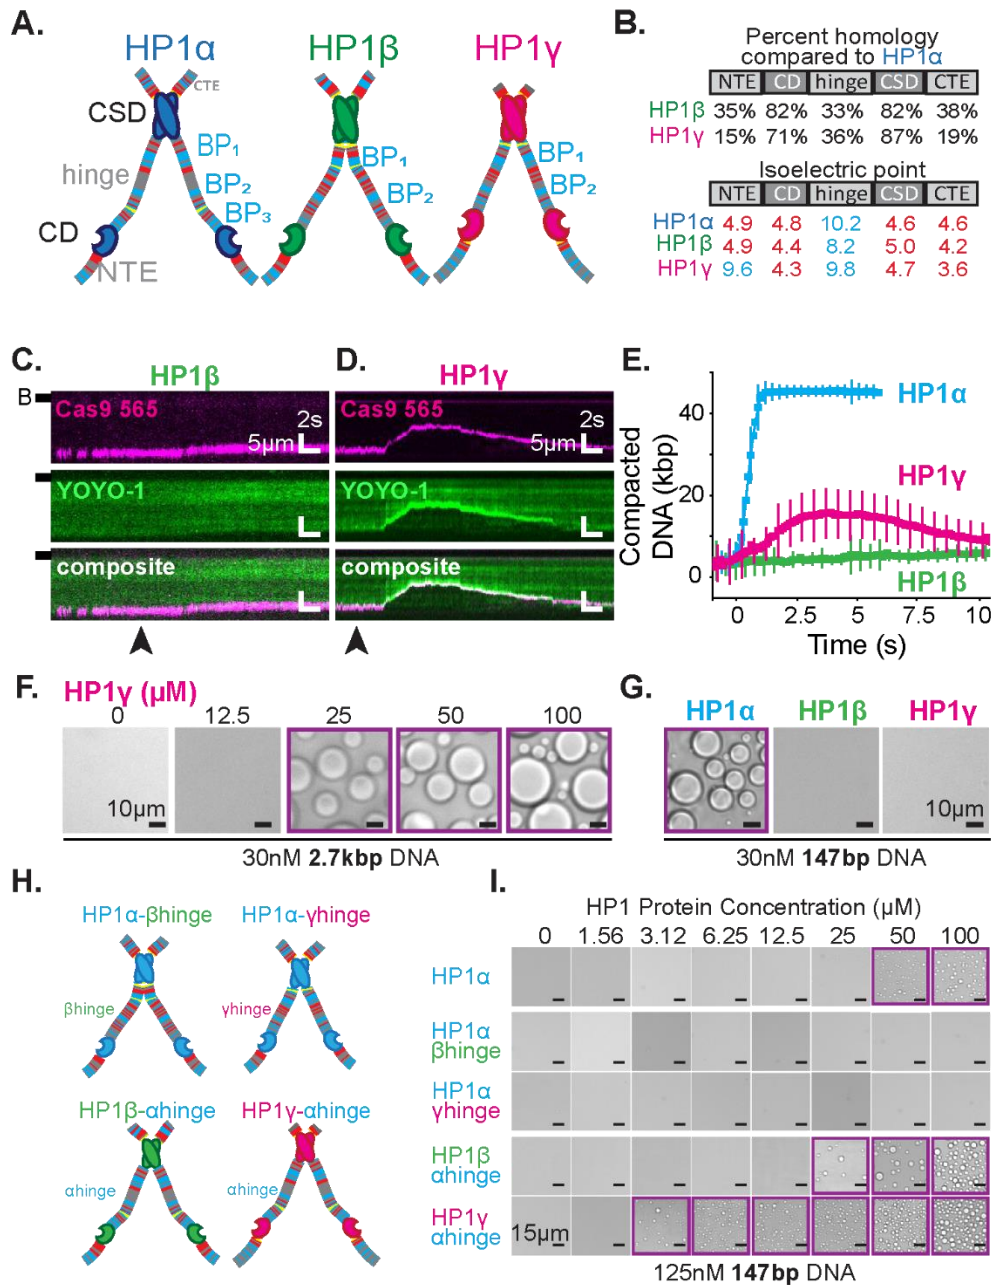 A.
HP1α HP1β HP1γ
CTE
CSD
hinge
CD
NTE
BP₁
BP₂
BP₃
BP₁
BP₂
BP₁
BP₂
B.
Percent homology
compared to HP1α
NTE CD hinge CSD CTE
HP1β 35% 82% 33% 82% 38%
HP1γ 15% 71% 36% 87% 19%
Isoelectric point
NTE CD hinge CSD CTE
HP1α 4.9 4.8 10.2 4.6 4.6
HP1β 4.9 4.4 8.2 5.0 4.2
HP1γ 9.6 4.3 9.8 4.7 3.6
C.
HP1β
B
Cas9 565
2s
5µm
YOYO-1
composite
D.
HP1γ
2s
5µm
E.
Compacted
DNA (kbp)
40
20
0
0 2.5 5 7.5 10
Time (s)
HP1α
HP1γ
HP1β
F.
HP1γ (µM)
0 12.5 25 50 100
10µm
30nM 2.7kbp DNA
G.
HP1α HP1β HP1γ
10µm
30nM 147bp DNA
H.
HP1α-βhinge HP1α-γhinge
βhinge γhinge
HP1β-αhinge HP1γ-αhinge
αhinge αhinge
I.
HP1 Protein Concentration (µM)
0 1.56 3.12 6.25 12.5 25 50 100
HP1α
HP1α
βhinge
HP1α
γhinge
HP1β
αhinge
HP1γ
αhinge
15µm
125nM 147bp DNA